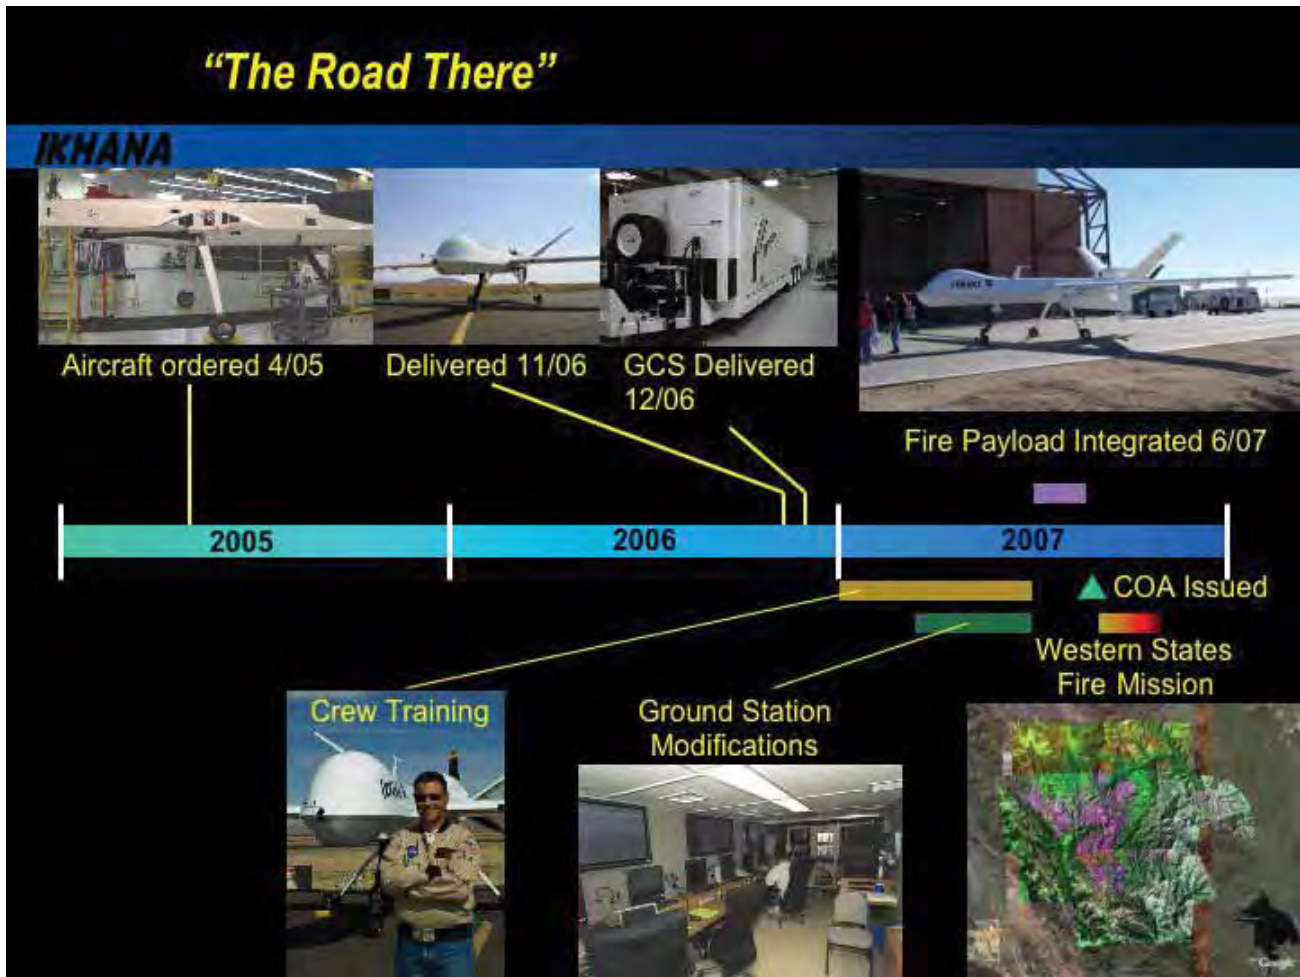 “The Road There”
IKHANA
Aircraft ordered 4/05
Delivered 11/06
GCS Delivered
12/06
Fire Payload Integrated 6/07
2005
2006
2007
COA Issued
Western States
Fire Mission
Crew Training
Ground Station
Modifications
Google